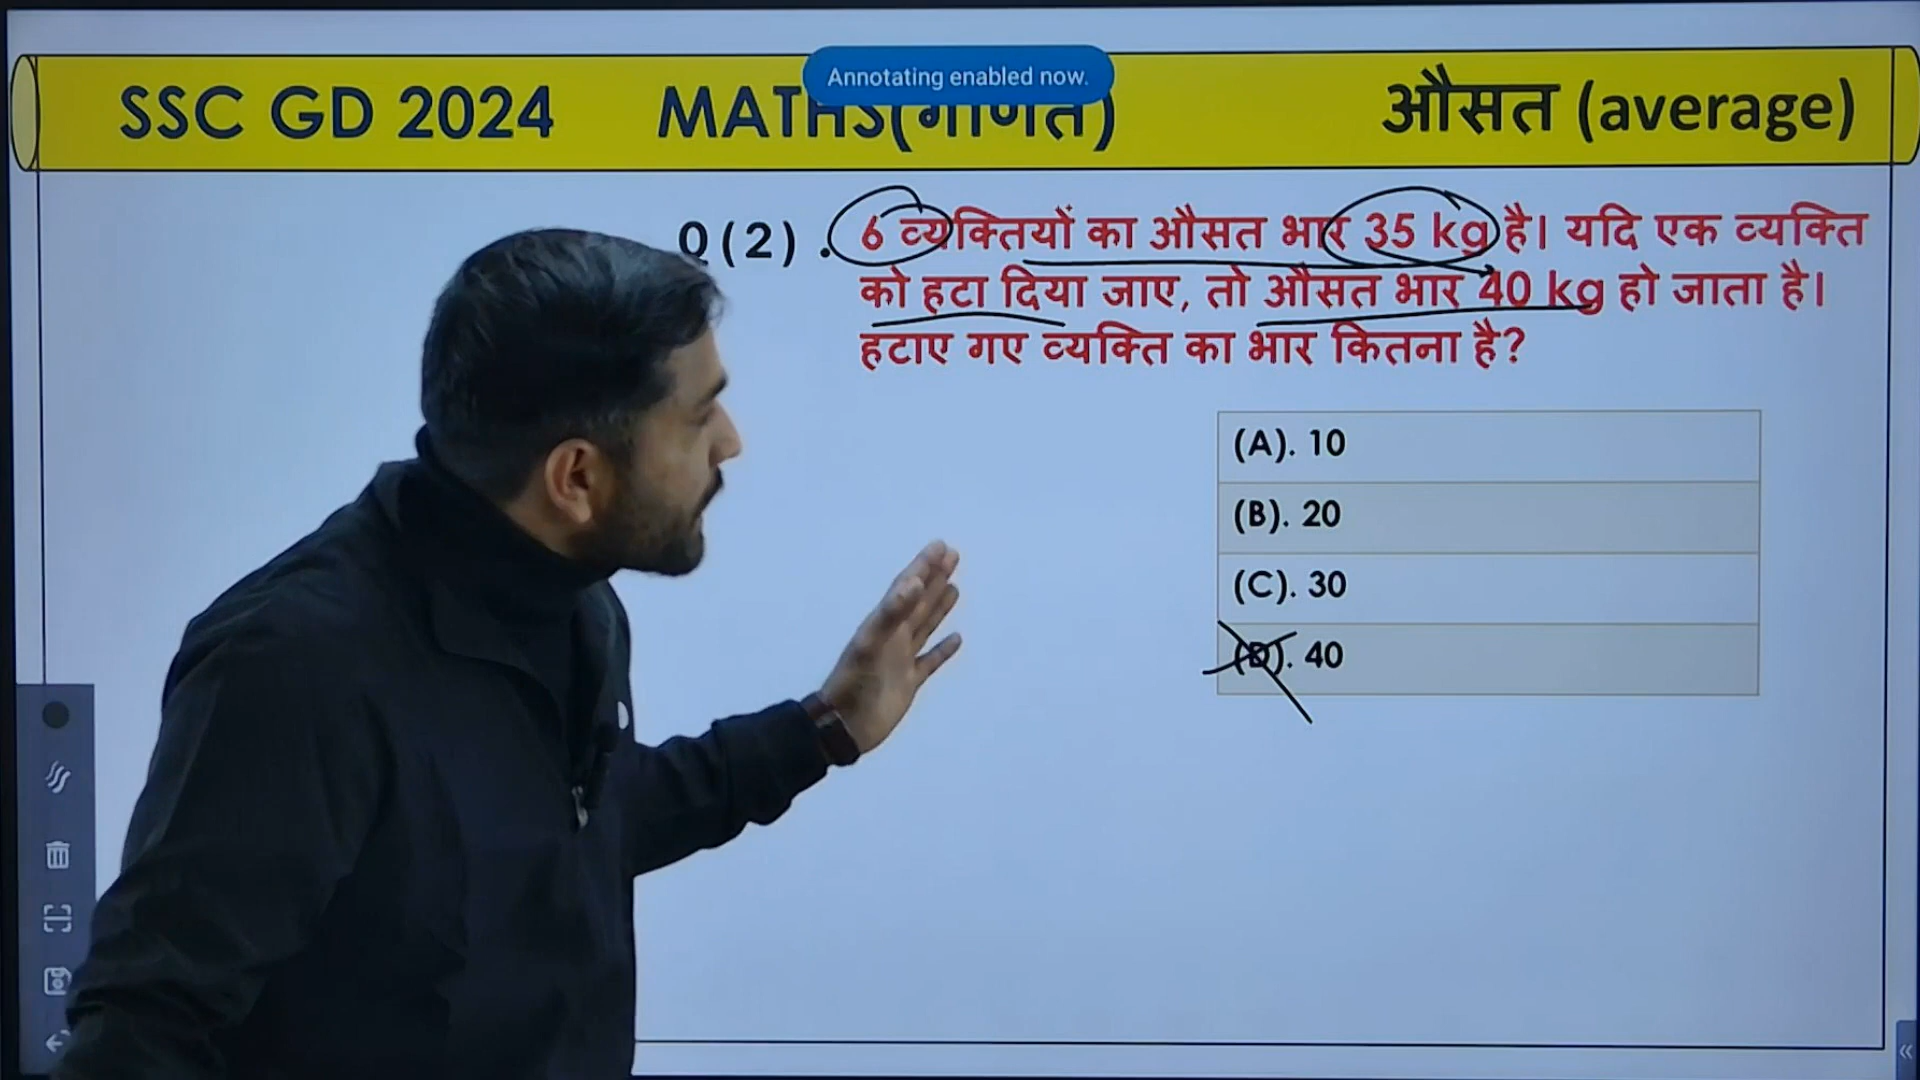 Annotating enabled now.
SSC GD 2024 MATHS(गणित) औसत (average)
Q(2). 6 व्यक्तियों का औसत भार 35 kg है। यदि एक व्यक्ति
को हटा दिया जाए, तो औसत भार 40 kg हो जाता है।
हटाए गए व्यक्ति का भार कितना है?
(A). 10
(B). 20
(C). 30
(D). 40